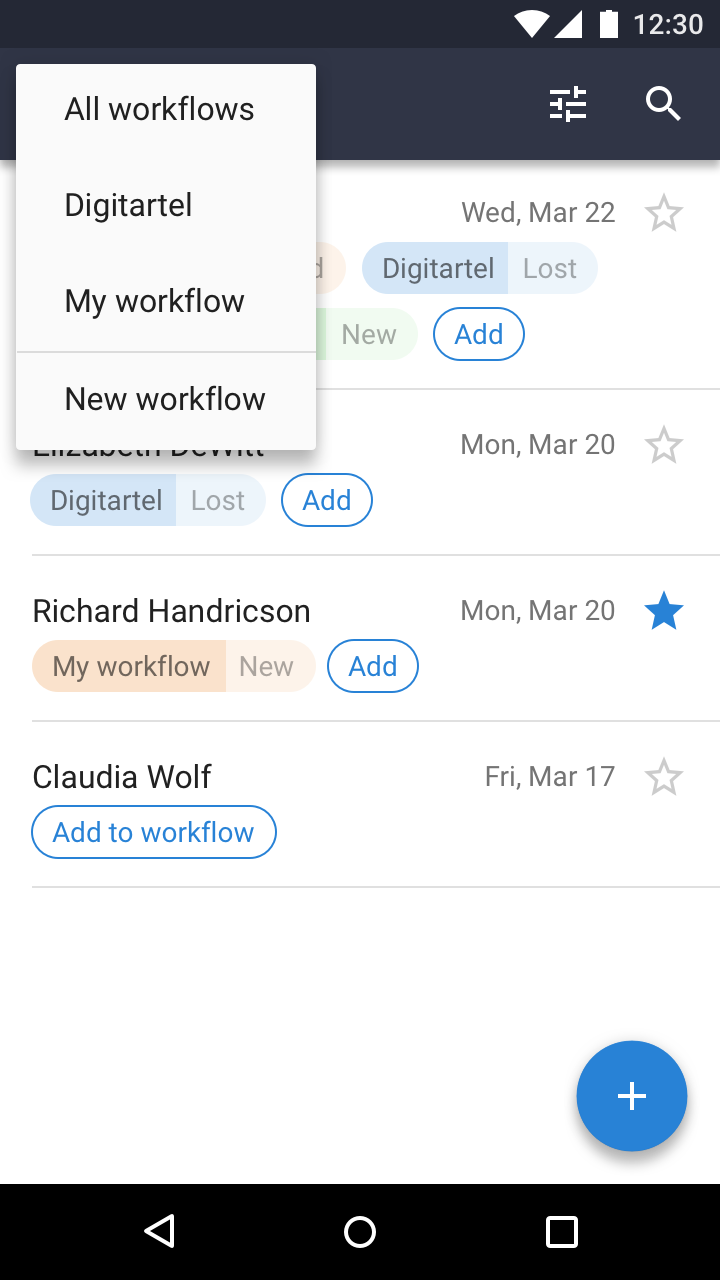 12:30
All workflows
Digitartel
My workflow
New workflow
Wed, Mar 22
Digitartel Lost
New Add
Elizabeth DeWitt Mon, Mar 20
Digitartel Lost Add
Richard Handricson Mon, Mar 20
My workflow New Add
Claudia Wolf Fri, Mar 17
Add to workflow